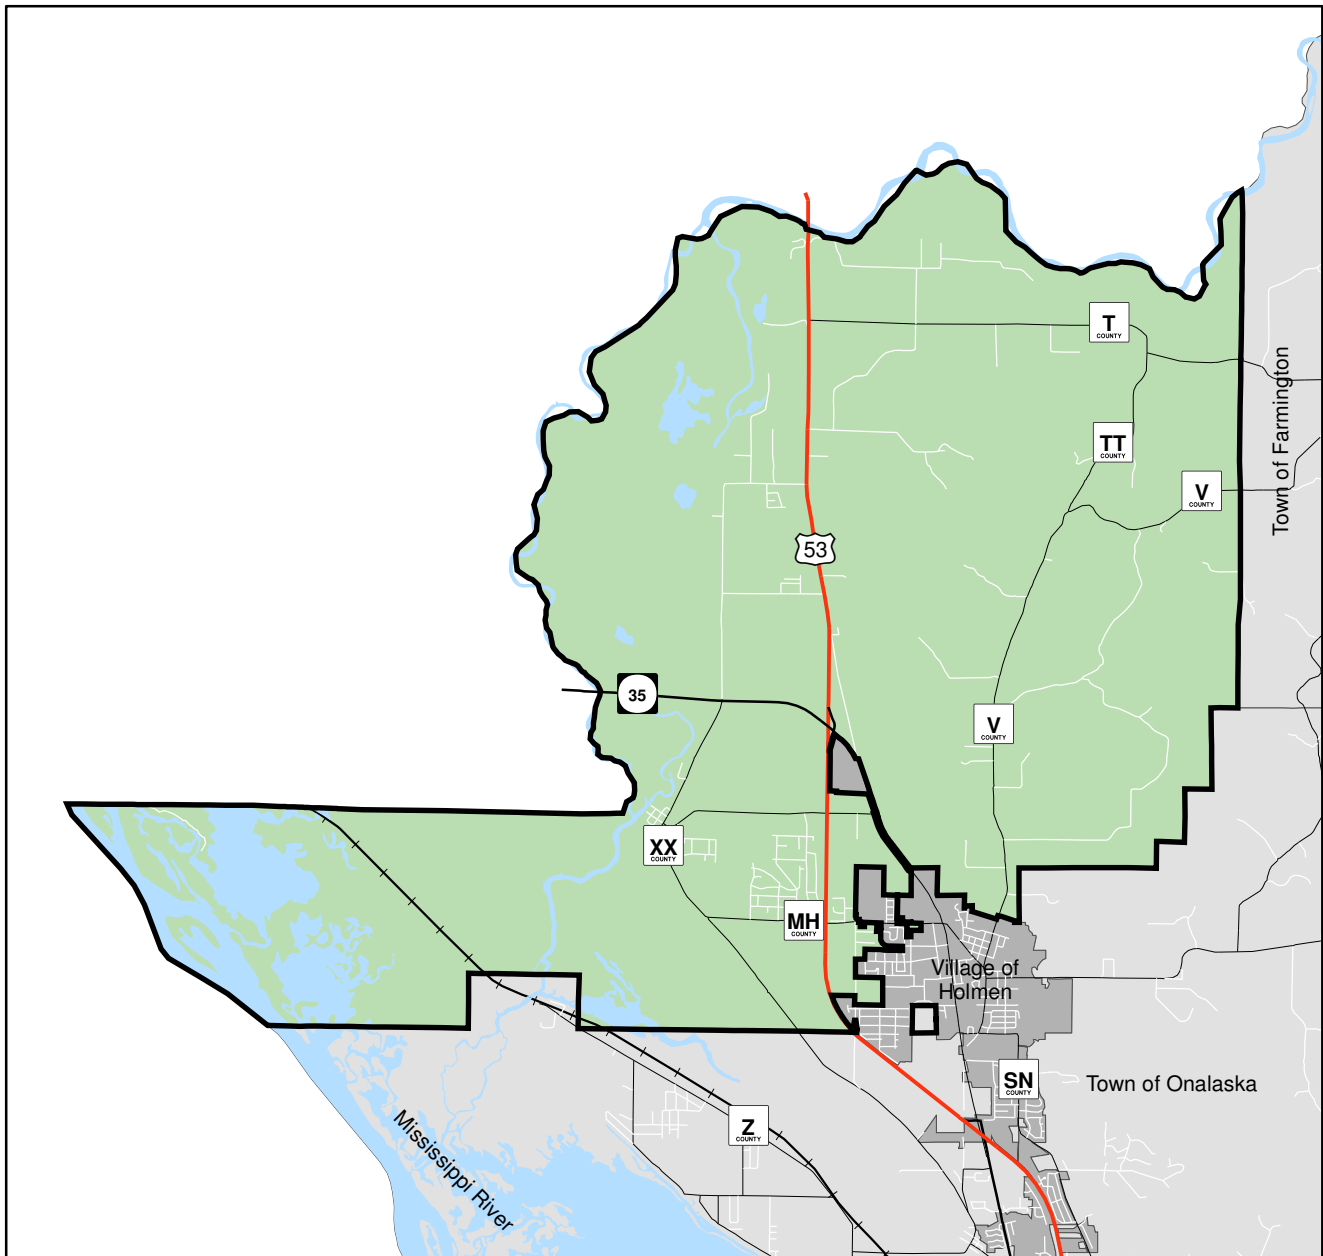 T
COUNTY
Town of Farmington
TT
COUNTY
V
COUNTY
53
35
V
COUNTY
XX
COUNTY
MH
COUNTY
Village of
Holmen
SN
COUNTY
Town of Onalaska
Z
COUNTY
Mississippi River